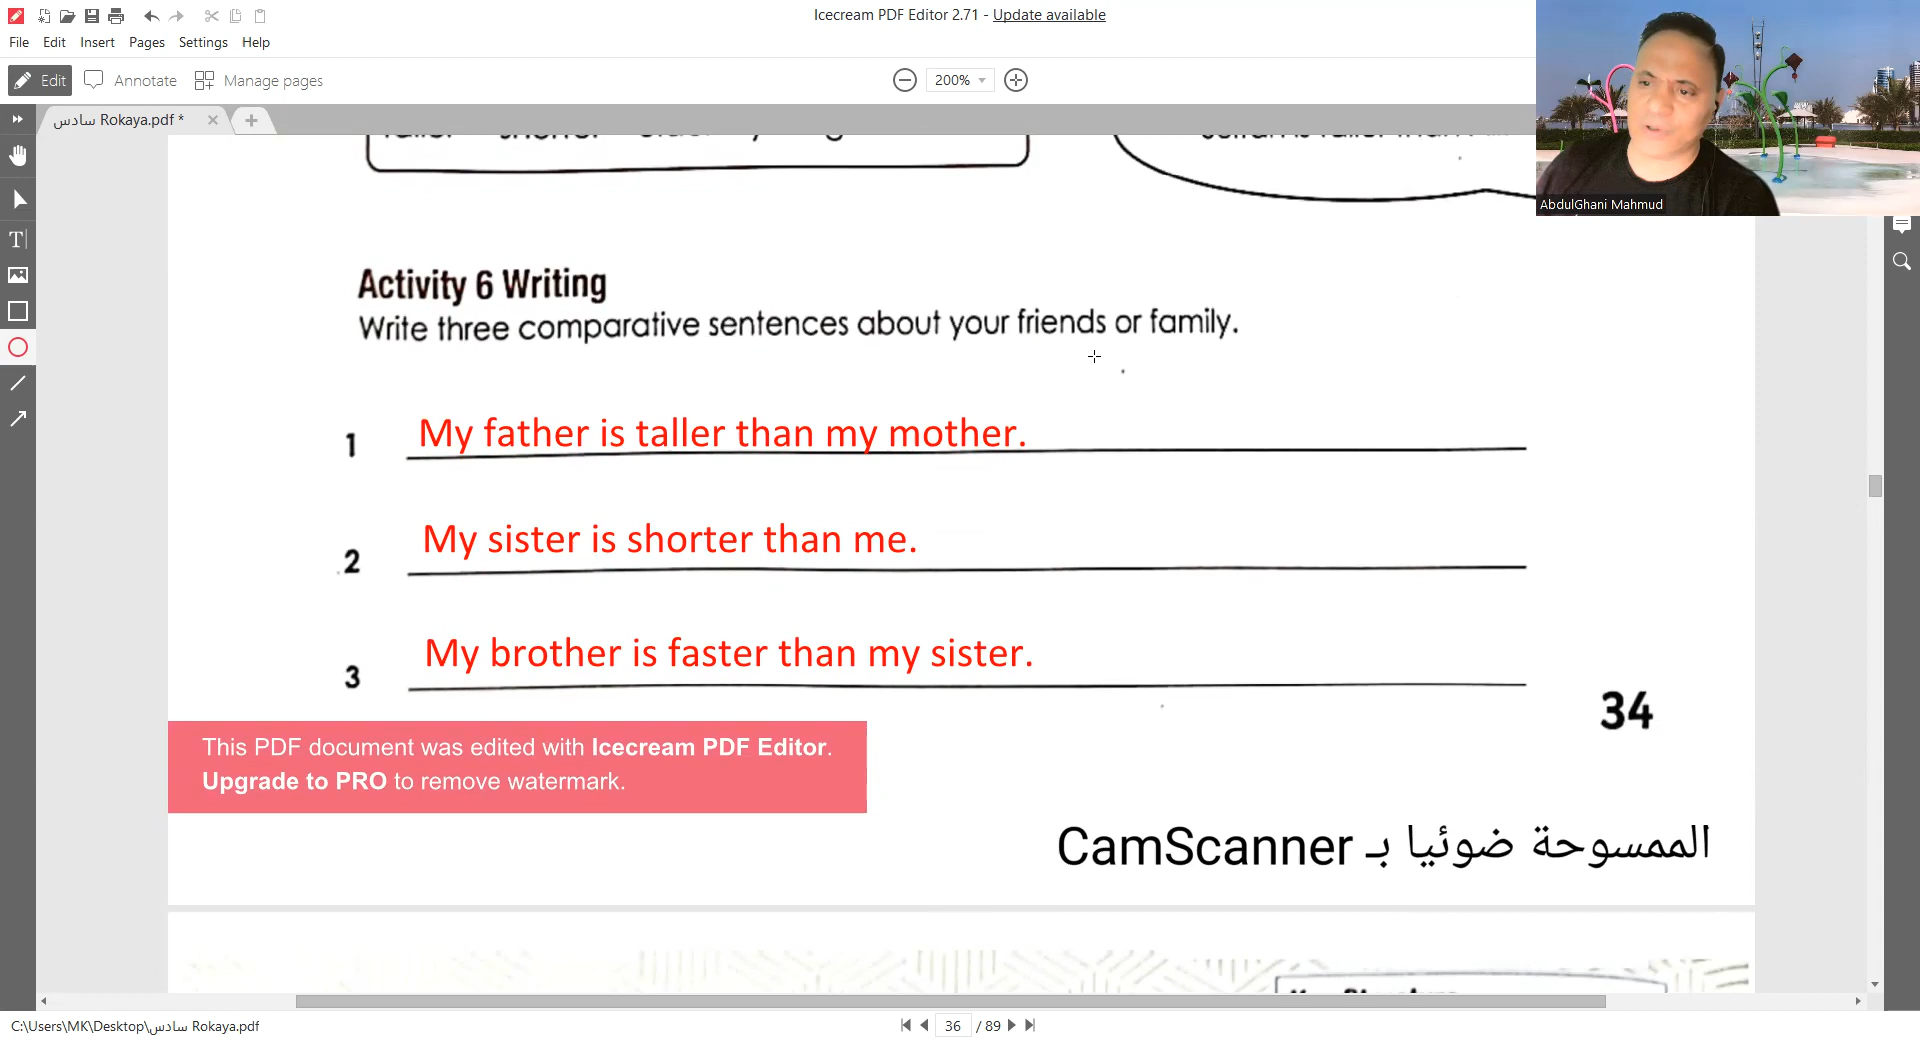 Icecream PDF Editor 2.71 - Update available
File Edit Insert Pages Settings Help
Edit Annotate Manage pages
200%
سادس Rokaya.pdf *
AbdulGhani Mahmud
Activity 6 Writing
Write three comparative sentences about your friends or family.
1 My father is taller than my mother.
2 My sister is shorter than me.
3 My brother is faster than my sister.
34
This PDF document was edited with Icecream PDF Editor.
Upgrade to PRO to remove watermark.
الممسوحة ضوئيا بـ CamScanner
C:\Users\MK\Desktop\سادس Rokaya.pdf
36 / 89